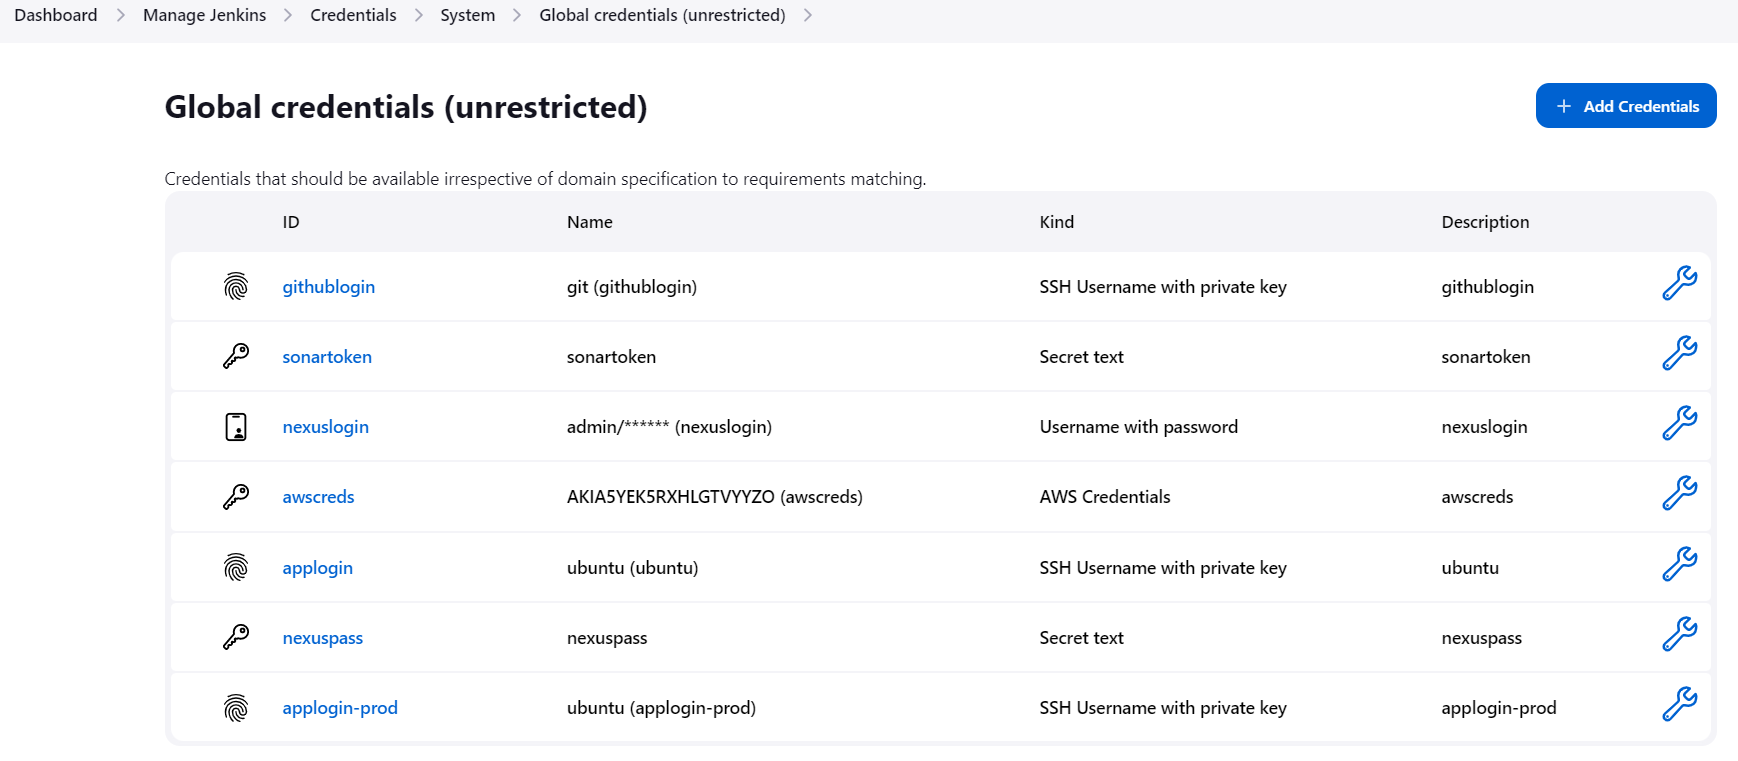 Dashboard > Manage Jenkins > Credentials > System > Global credentials (unrestricted) >
Global credentials (unrestricted)
+ Add Credentials
Credentials that should be available irrespective of domain specification to requirements matching.
ID Name Kind Description
githublogin git (githublogin) SSH Username with private key githublogin
sonartoken sonartoken Secret text sonartoken
nexuslogin admin/****** (nexuslogin) Username with password nexuslogin
awscreds AKIA5YEK5RXHLGTVYYZO (awscreds) AWS Credentials awscreds
applogin ubuntu (ubuntu) SSH Username with private key ubuntu
nexuspass nexuspass Secret text nexuspass
applogin-prod ubuntu (applogin-prod) SSH Username with private key applogin-prod